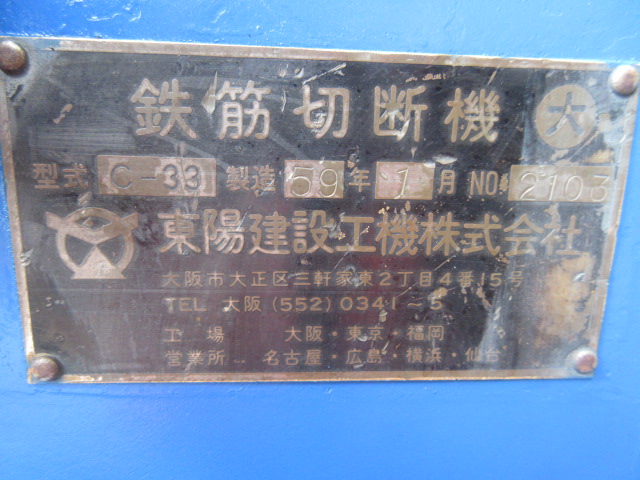 鉄筋切断機 大
型式 C-33 製造 59年 1月 NO 2103
東陽建設工機株式会社
大阪市大正区三軒家東2丁目4番15号
TEL 大阪 (552) 0341〜5
工場 大阪・東京・福岡
営業所 名古屋・広島・横浜・仙台